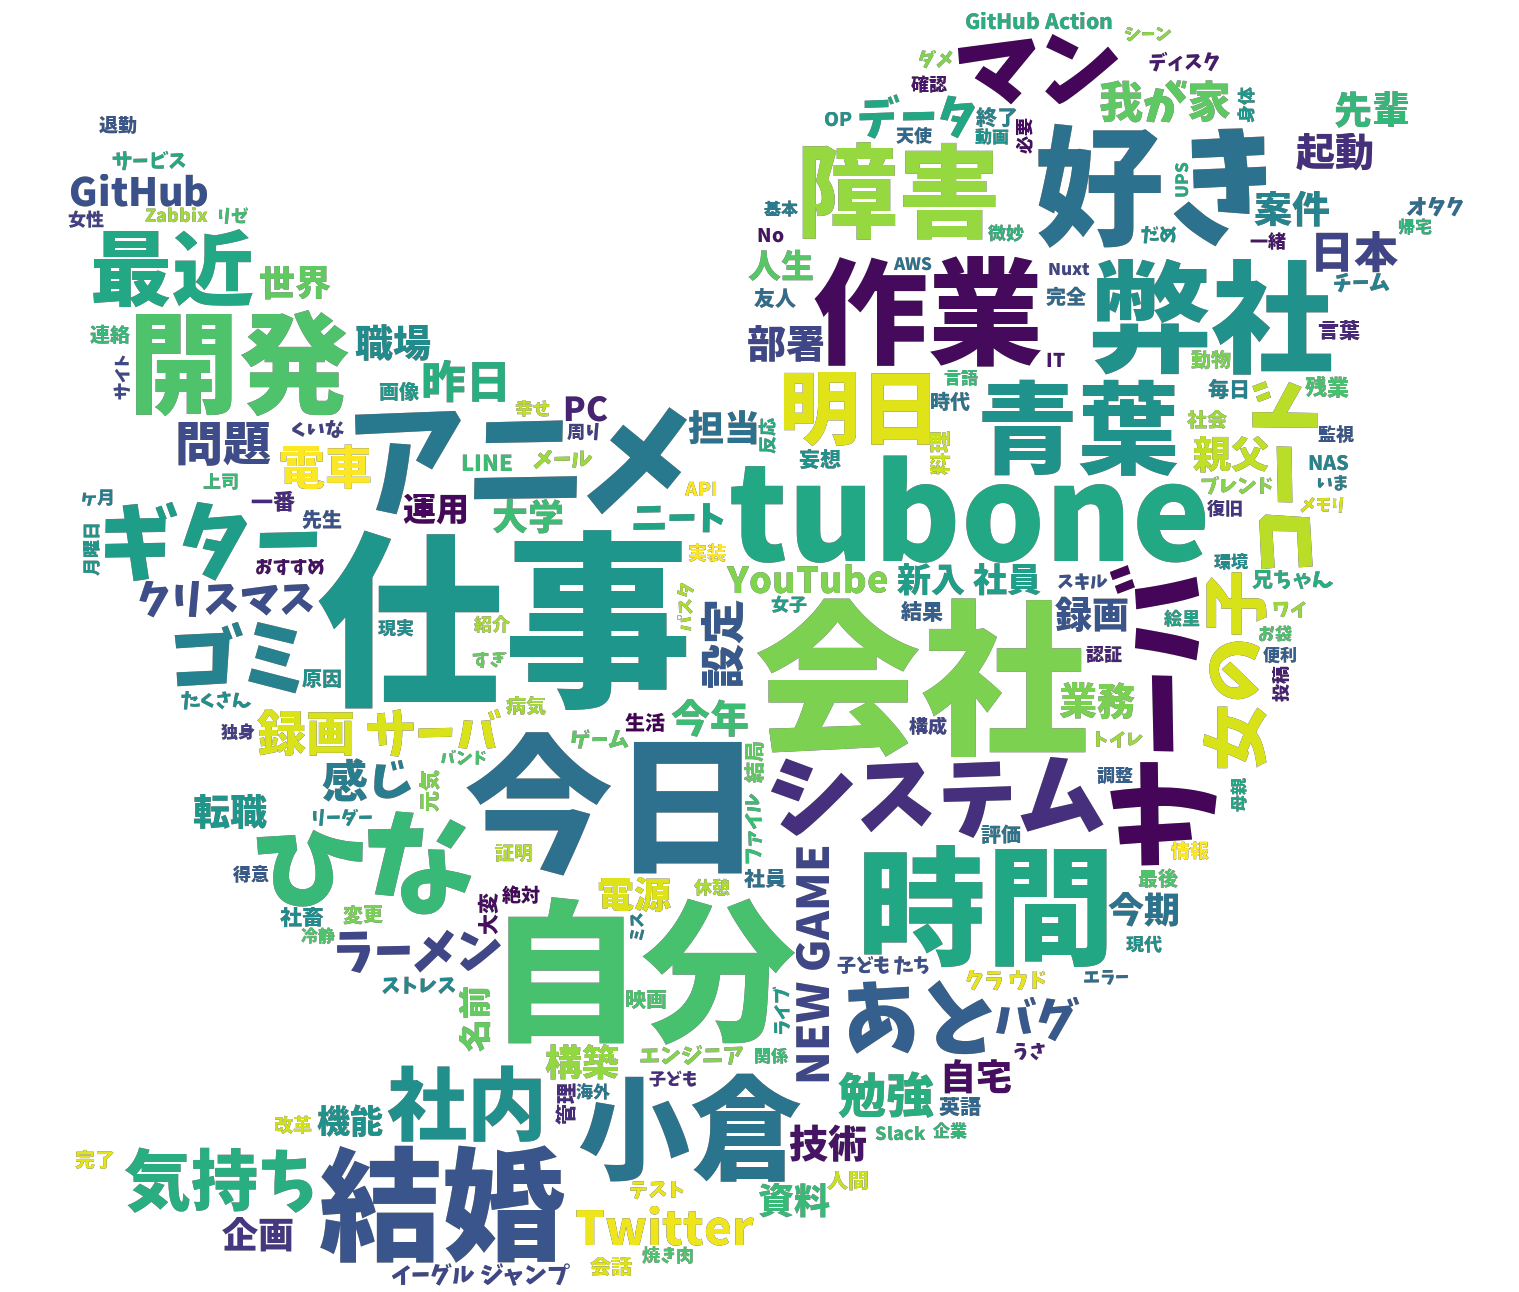 GitHub Action
シーン
ダメ
マン
ディスク
確認
我が家
身体
先輩
退勤
OP
データ
終了
天使
動画
必要
好き
起動
サービス
障害
UPS
GitHub
女性
Zabbix
リゼ
基本
案件
オタク
No
微妙
だめ
一緒
帰宅
最近
世界
人生
AWS
作業
Nuxt
弊社
日本
チーム
友人
完全
連絡
開発
職場
部署
IT
言葉
動物
サイト
画像
昨日
明日
言語
時代
青葉
毎日
コード
残業
幸せ
PC
担当
反応
社会
問題
くいな
アニメ
周り
親父
監視
電車
LINE
メール
妄想
料理
NAS
上司
ブレンド
いま
ケ月
一番
運用
API
tubone
復旧
メモリ
ギター
先生
大学
ニート
月曜日
おすすめ
仕事
実装
環境
YouTube
新入 社員
スキル
兄ちゃん
クリスマス
パスタ
女子
結果
録画
絵里
女の子
ワイ
現実
紹介
設定
会社
お袋
ゴミ
すぎ
認証
便利
原因
投稿
たくさん
病気
業務
独身
録画 サーバ
生活
今年
構成
トイレ
バンド
ゲーム
結局
感じ
元気
今日
システム
調整
母親
転職
リーダー
ファイル
評価
ひな
証明
情報
得意
社員
NEW GAME
時間
最後
大変
絶対
電源
休憩
社畜
変更
ミス
今期
冷静
ラーメン
自分
現代
子ども たち
ストレス
クラ ウド
エラー
名前
映画
ライブ
あと
バグ
構築
エンジニア
関係
うさ
社内
子ども
自宅
管理
海外
小倉
勉強
英語
改革
機能
技術
Slack
企業
完了
気持ち
結婚
人間
テスト
資料
企画
Twitter
焼き肉
会話
イーグル ジャンプ